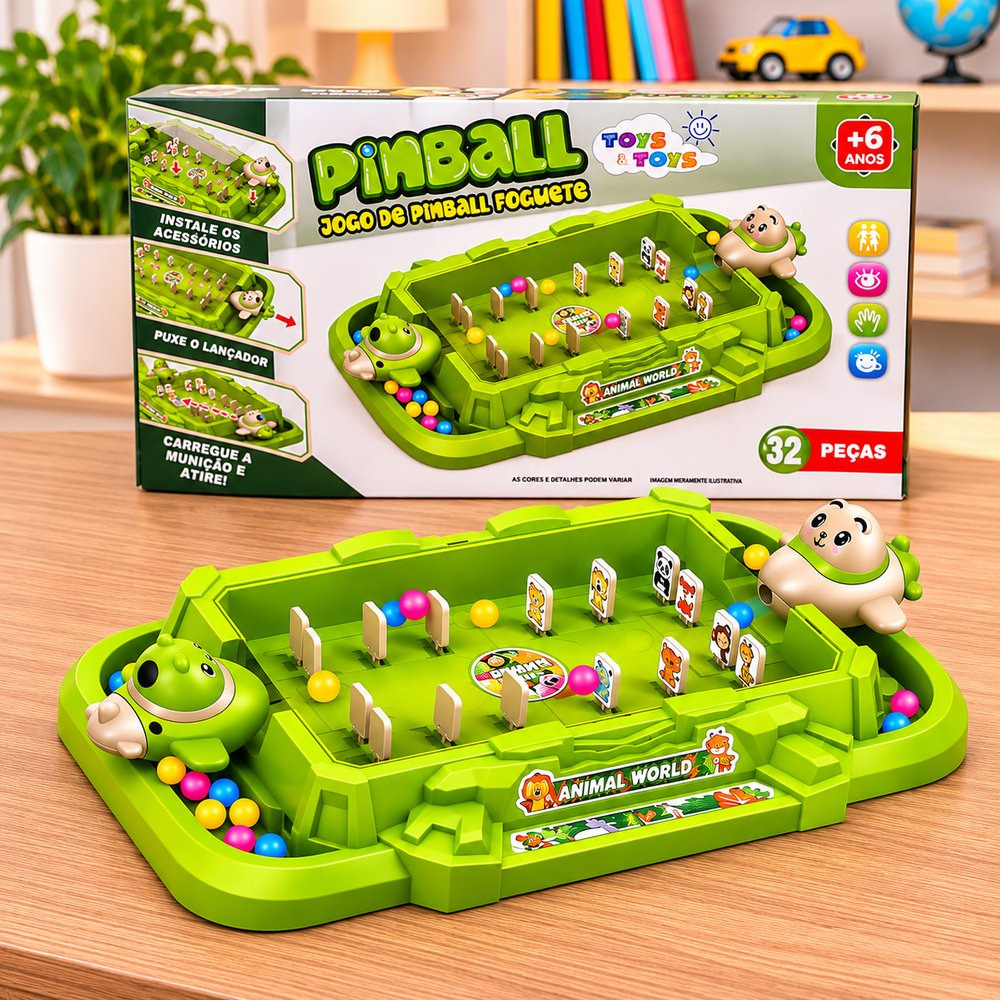 PiNBALL
JOGO DE PINBALL FOGUETE
TOYS
& TOYS
+6
ANOS
INSTALE OS
ACESSÓRIOS
PUXE O LANÇADOR
CARREGUE A
MUNIÇÃO E
ATIRE!
ANIMAL WORLD
32 PEÇAS
AS CORES E DETALHES PODEM VARIAR
IMAGEM MERAMENTE ILUSTRATIVA
ANIMAL WORLD